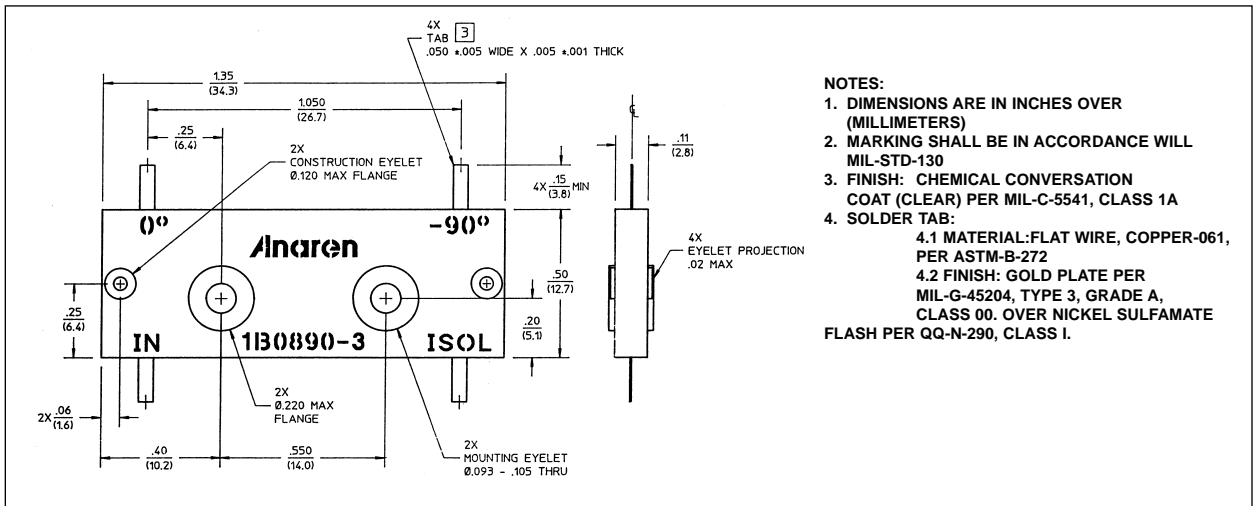 4X
TAB 3
.050 ±.005 WIDE X .005 ±.001 THICK
1.35
(34.3)
1.050
(26.7)
.25
(6.4)
2X
CONSTRUCTION EYELET
Ø.120 MAX FLANGE
4X .15 MIN
(3.8)
0°
-90°
Anaren
.25
(6.4)
.50
(12.7)
.20
(5.1)
IN
1B0890-3
ISOL
2X .06
(1.6)
2X
Ø.220 MAX
FLANGE
.40
(10.2)
.550
(14.0)
2X
MOUNTING EYELET
Ø.093 - .105 THRU
℄
.11
(2.8)
4X
EYELET PROJECTION
.02 MAX
NOTES:
1. DIMENSIONS ARE IN INCHES OVER
(MILLIMETERS)
2. MARKING SHALL BE IN ACCORDANCE WILL
MIL-STD-130
3. FINISH: CHEMICAL CONVERSATION
COAT (CLEAR) PER MIL-C-5541, CLASS 1A
4. SOLDER TAB:
4.1 MATERIAL:FLAT WIRE, COPPER-061,
PER ASTM-B-272
4.2 FINISH: GOLD PLATE PER
MIL-G-45204, TYPE 3, GRADE A,
CLASS 00. OVER NICKEL SULFAMATE
FLASH PER QQ-N-290, CLASS I.